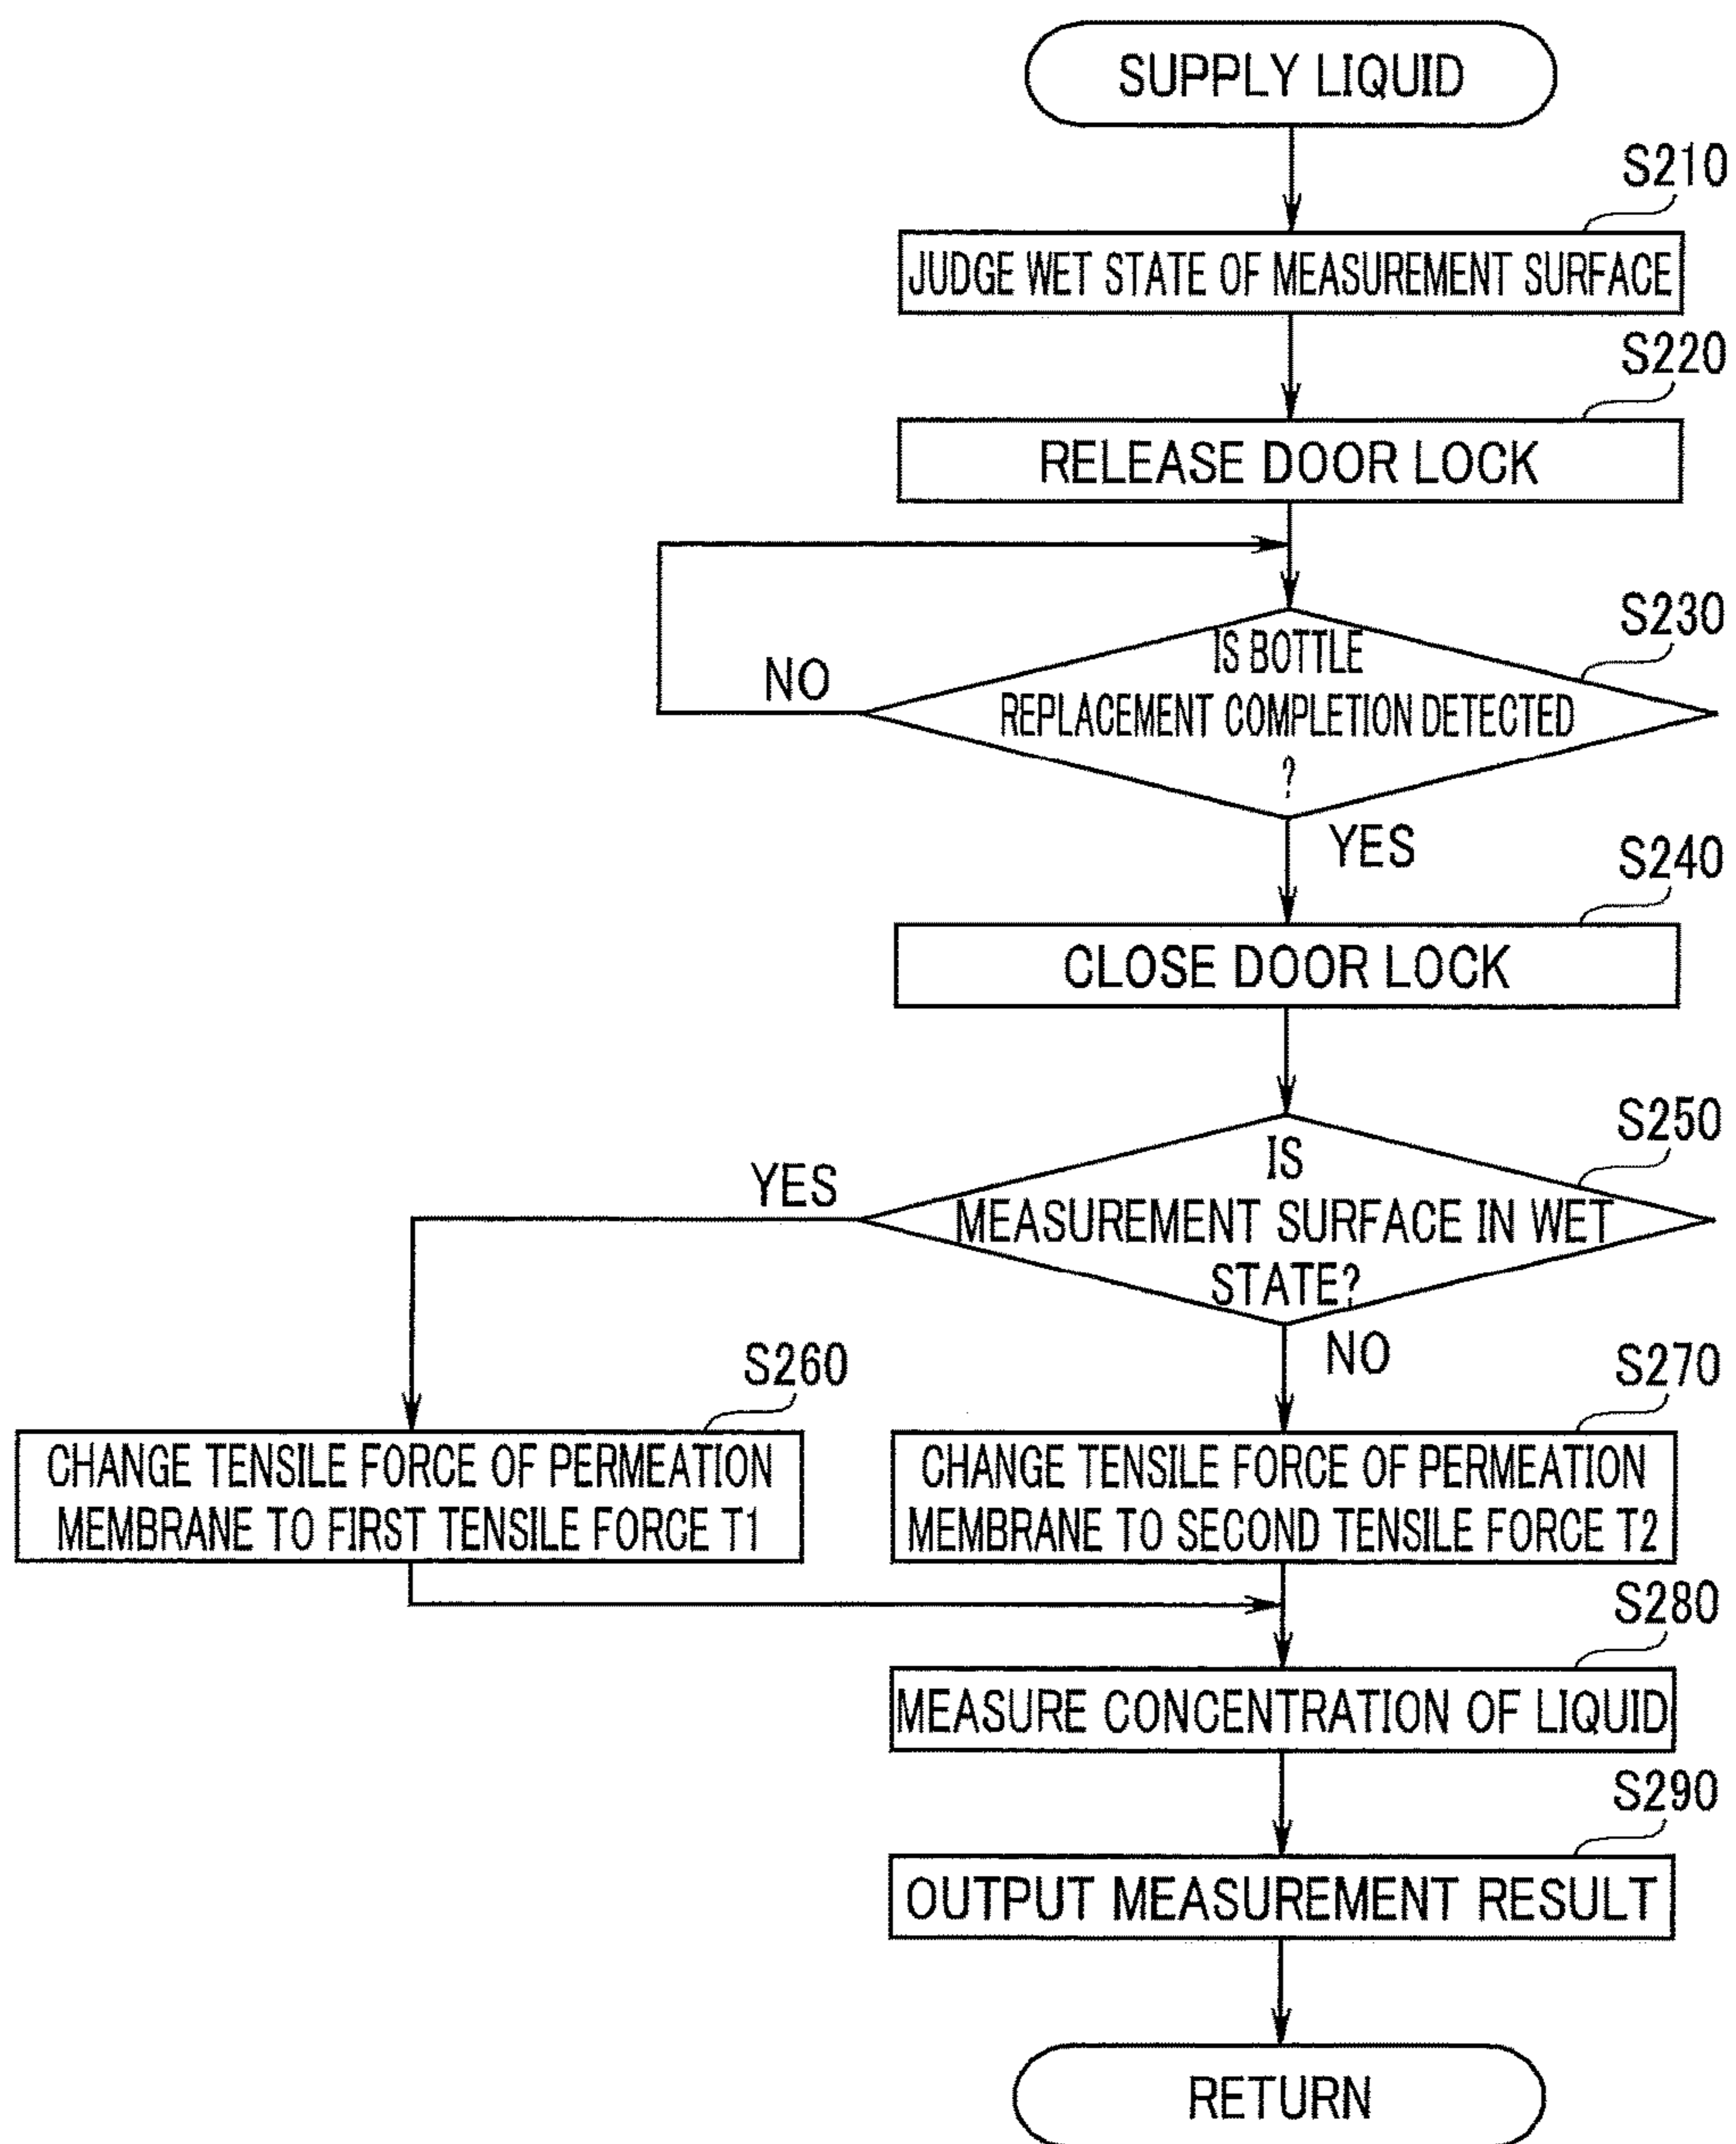 SUPPLY LIQUID
S210
JUDGE WET STATE OF MEASUREMENT SURFACE
S220
RELEASE DOOR LOCK
S230
IS BOTTLE
REPLACEMENT COMPLETION DETECTED
?
NO
YES
S240
CLOSE DOOR LOCK
S250
IS
MEASUREMENT SURFACE IN WET
STATE?
YES
NO
S260
CHANGE TENSILE FORCE OF PERMEATION
MEMBRANE TO FIRST TENSILE FORCE T1
S270
CHANGE TENSILE FORCE OF PERMEATION
MEMBRANE TO SECOND TENSILE FORCE T2
S280
MEASURE CONCENTRATION OF LIQUID
S290
OUTPUT MEASUREMENT RESULT
RETURN